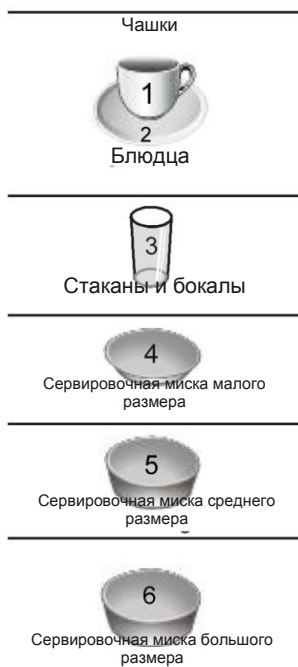 Чашки
1
2
Блюдца
3
Стаканы и бокалы
4
Сервировочная миска малого
размера
5
Сервировочная миска среднего
размера
6
Сервировочная миска большого
размера